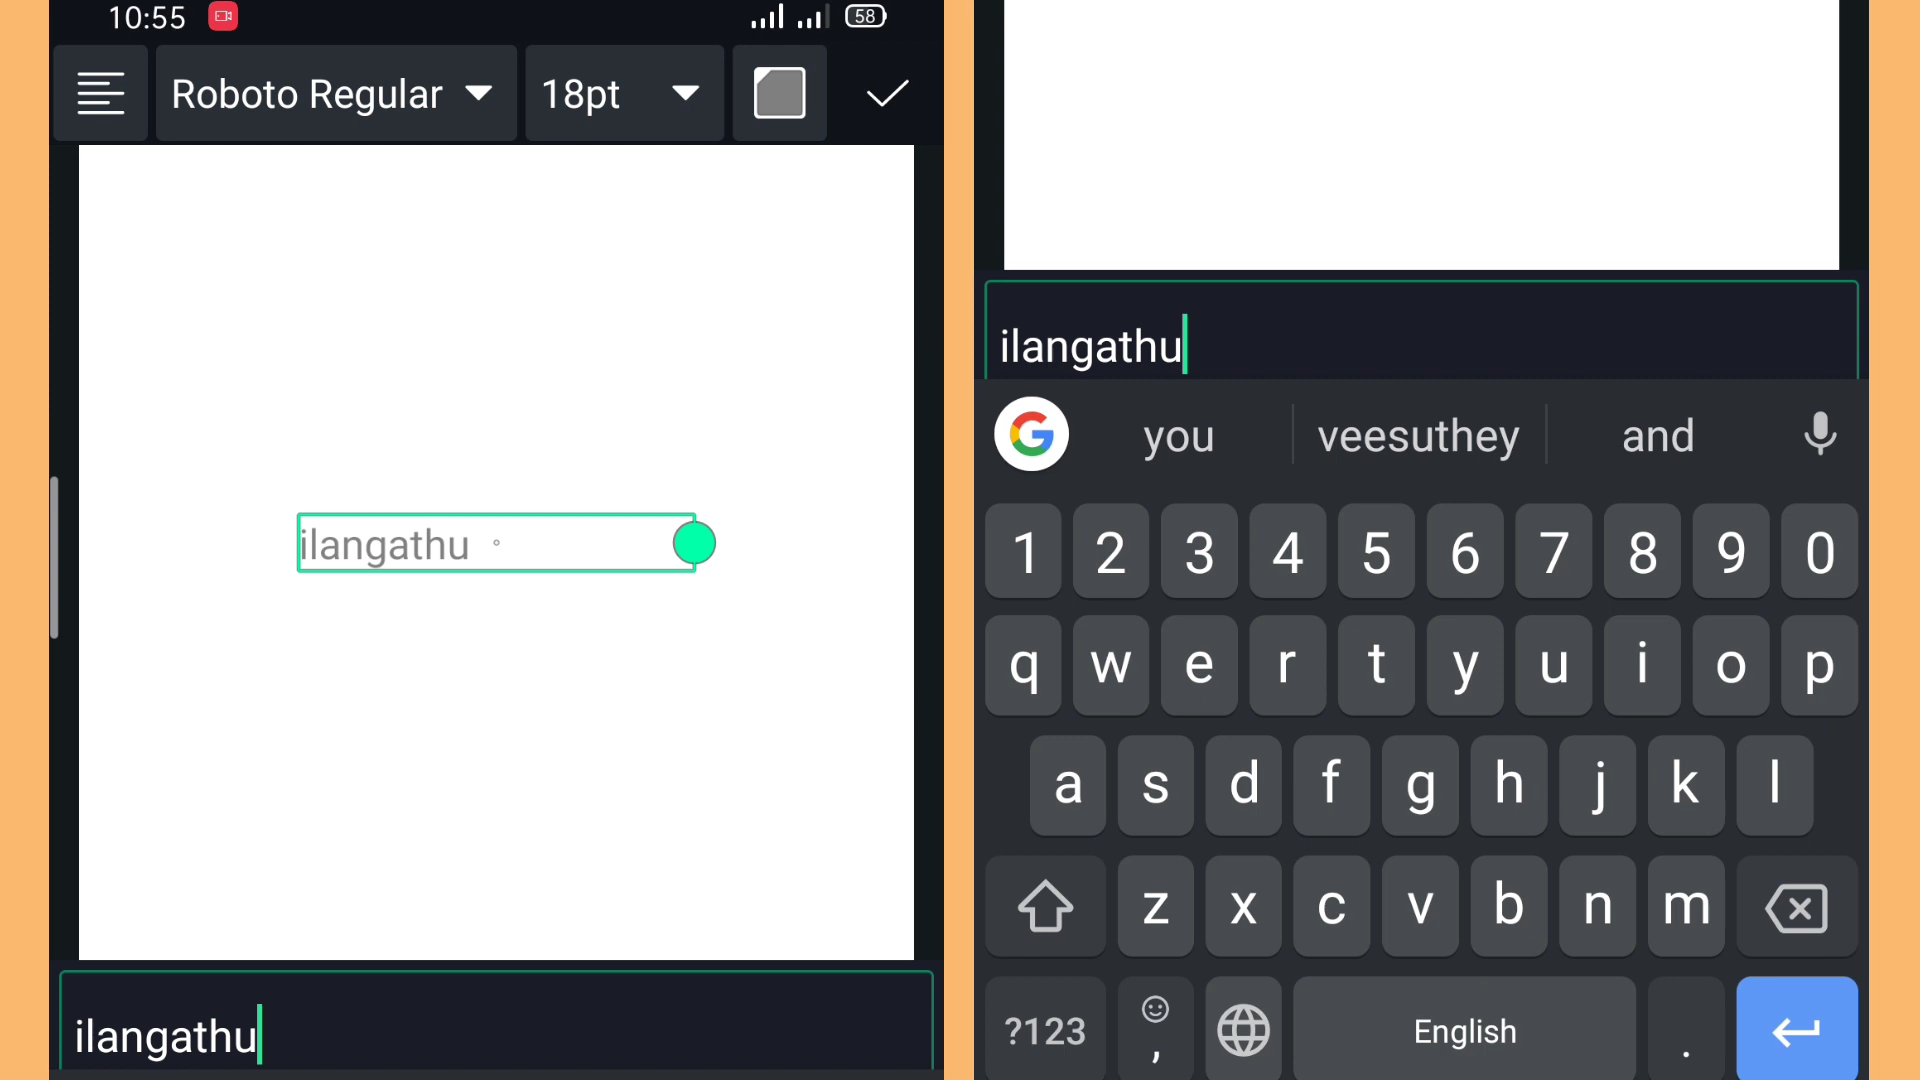 10:55
58
Roboto Regular
18pt
ilangathu
ilangathu
ilangathu
you veesuthey and
1 2 3 4 5 6 7 8 9 0
q w e r t y u i o p
a s d f g h j k l
z x c v b n m
?123 , English .